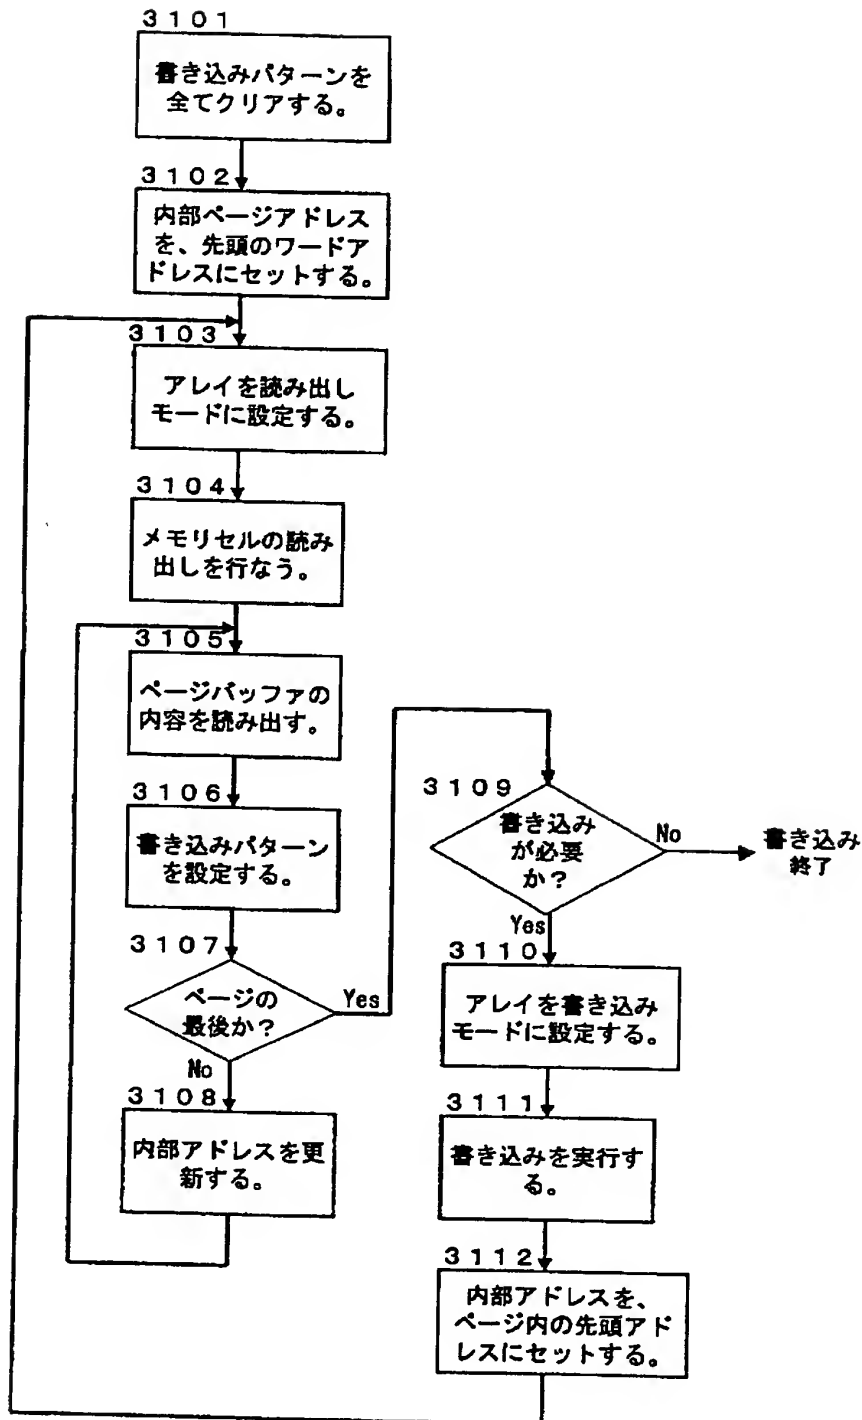 3101
書き込みパターンを
全てクリアする。
3102
内部ページアドレス
を、先頭のワードア
ドレスにセットする。
3103
アレイを読み出し
モードに設定する。
3104
メモリセルの読み
出しを行なう。
3105
ページバッファの
内容を読み出す。
3106
書き込みパターン
を設定する。
3107
ページの
最後か?
Yes
No
3108
内部アドレスを更
新する。
3109
書き込み
が必要
か?
No
書き込み
終了
Yes
3110
アレイを書き込み
モードに設定する。
3111
書き込みを実行す
る。
3112
内部アドレスを、
ページ内の先頭アド
レスにセットする。